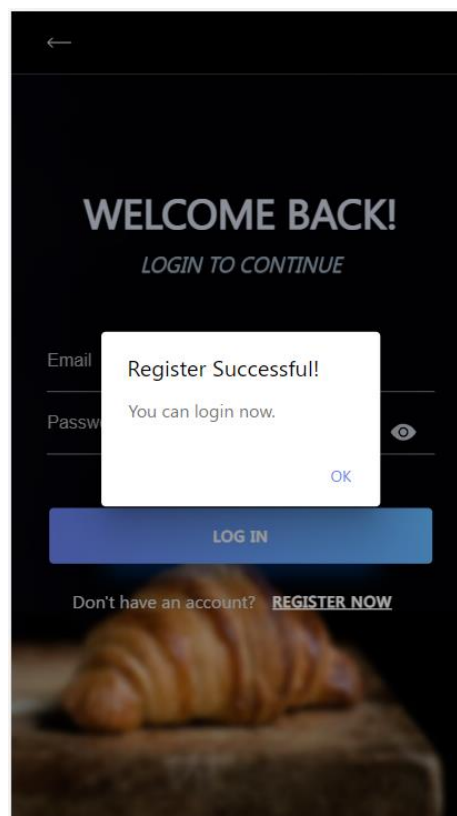 WELCOME BACK!
LOGIN TO CONTINUE
Email
Register Successful!
You can login now.
OK
LOG IN
Don't have an account? REGISTER NOW